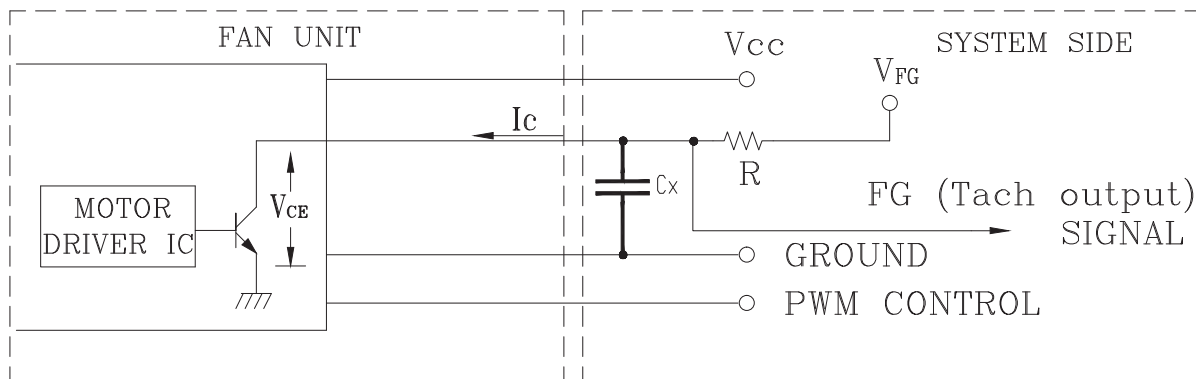 FAN UNIT
SYSTEM SIDE
Vcc
VFG
Ic
R
Cx
VCE
MOTOR
DRIVER IC
FG (Tach output)
SIGNAL
GROUND
PWM CONTROL